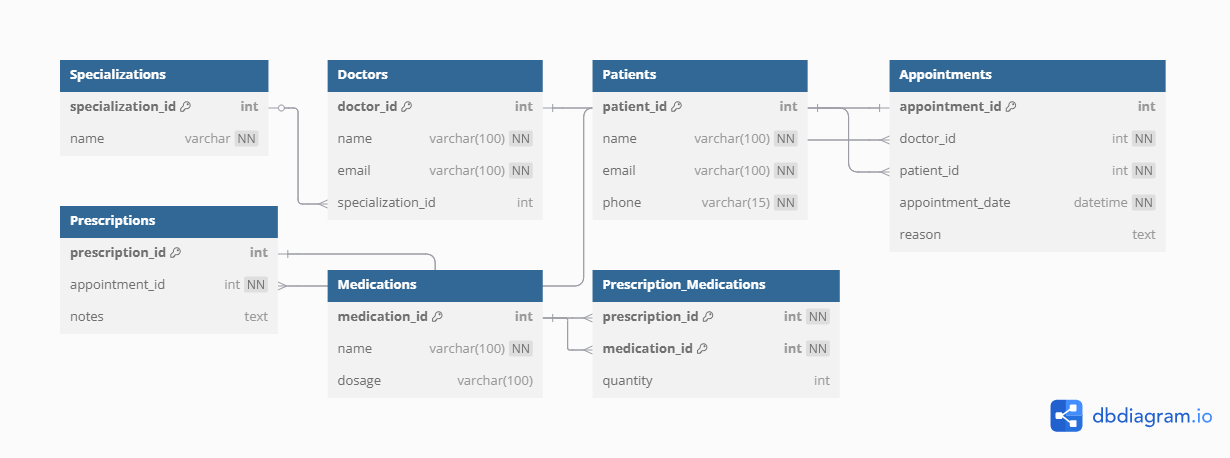 Specializations
specialization_id int
name varchar NN
Doctors
doctor_id int
name varchar(100) NN
email varchar(100) NN
specialization_id int
Patients
patient_id int
name varchar(100) NN
email varchar(100) NN
phone varchar(15) NN
Appointments
appointment_id int
doctor_id int NN
patient_id int NN
appointment_date datetime NN
reason text
Prescriptions
prescription_id int
appointment_id int NN
notes text
Medications
medication_id int
name varchar(100) NN
dosage varchar(100)
Prescription_Medications
prescription_id int NN
medication_id int NN
quantity int
dbdiagram.io